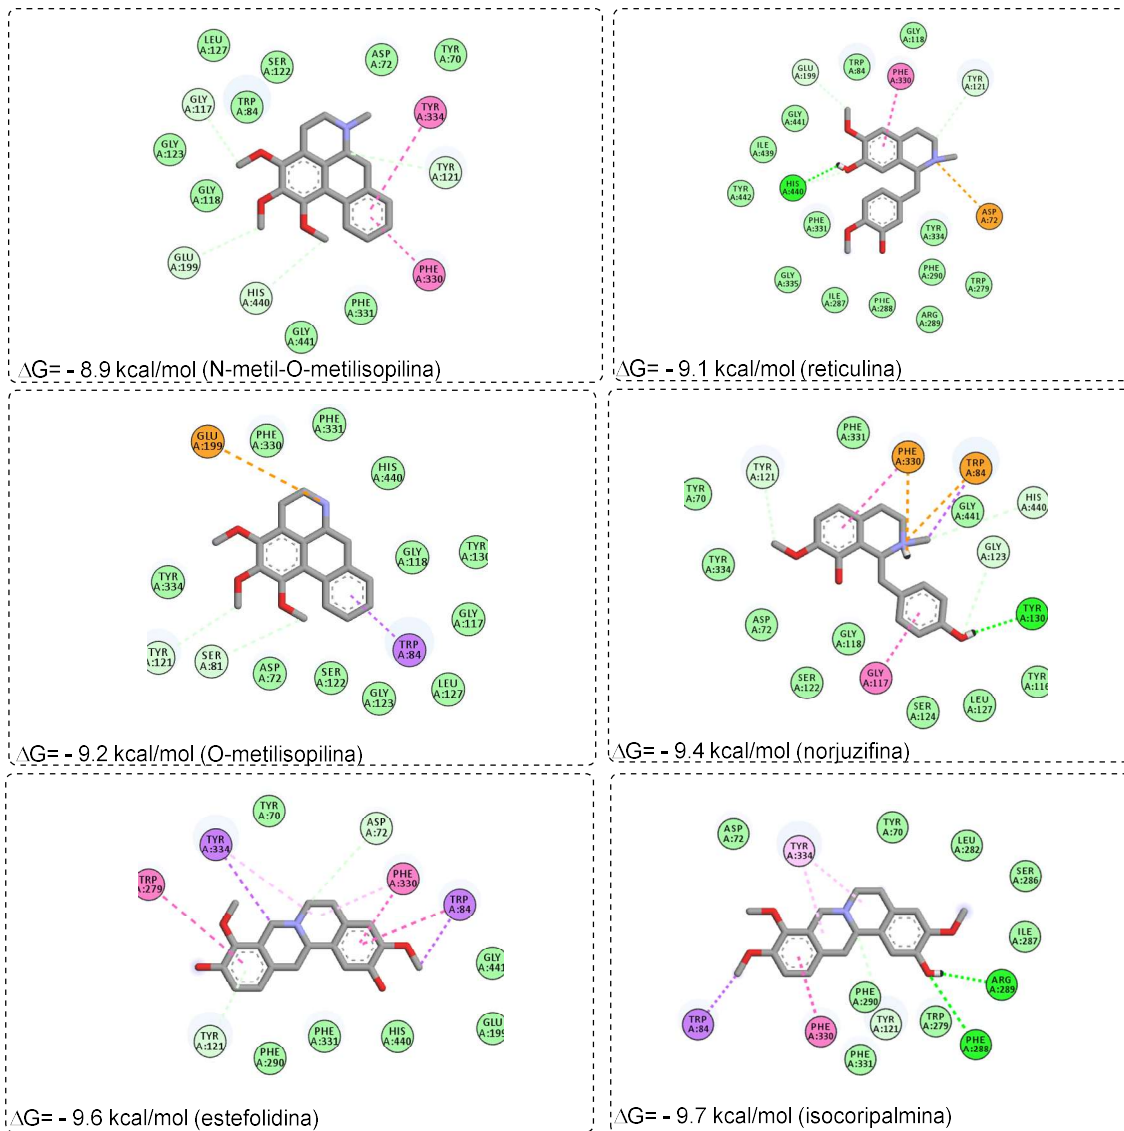 LEU
A:127
SER
A:122
ASP
A:72
TYR
A:70
GLY
A:117
TRP
A:84
TYR
A:334
GLY
A:123
TYR
A:121
GLY
A:118
GLU
A:199
HIS
A:440
PHE
A:330
PHE
A:331
GLY
A:441
ΔG= - 8.9 kcal/mol (N-metil-O-metilisopilina)
GLY
A:118
TRP
A:84
GLU
A:199
PHE
A:330
TYR
A:121
GLY
A:441
ILE
A:439
HIS
A:440
TYR
A:442
ASP
A:72
PHE
A:331
TYR
A:334
GLY
A:335
PHE
A:290
TRP
A:279
ILE
A:287
PHE
A:288
ARG
A:289
ΔG= - 9.1 kcal/mol (reticulina)
GLU
A:199
PHE
A:330
PHE
A:331
HIS
A:440
GLY
A:118
TYR
A:130
TYR
A:334
GLY
A:117
TYR
A:121
SER
A:81
TRP
A:84
ASP
A:72
SER
A:122
GLY
A:123
LEU
A:127
ΔG= - 9.2 kcal/mol (O-metilisopilina)
PHE
A:331
PHE
A:330
TRP
A:84
TYR
A:121
TYR
A:70
GLY
A:441
HIS
A:440
GLY
A:123
TYR
A:334
TYR
A:130
ASP
A:72
GLY
A:118
SER
A:122
GLY
A:117
TYR
A:116
SER
A:124
LEU
A:127
ΔG= - 9.4 kcal/mol (norjuzifina)
TYR
A:70
ASP
A:72
TYR
A:334
TRP
A:279
PHE
A:330
TRP
A:84
GLY
A:441
TYR
A:121
PHE
A:290
PHE
A:331
HIS
A:440
GLU
A:199
ΔG= - 9.6 kcal/mol (estefolidina)
ASP
A:72
TYR
A:334
TYR
A:70
LEU
A:282
SER
A:286
ILE
A:287
ARG
A:289
PHE
A:290
TRP
A:84
PHE
A:330
TYR
A:121
TRP
A:279
PHE
A:288
PHE
A:331
ΔG= - 9.7 kcal/mol (isocoripalmina)